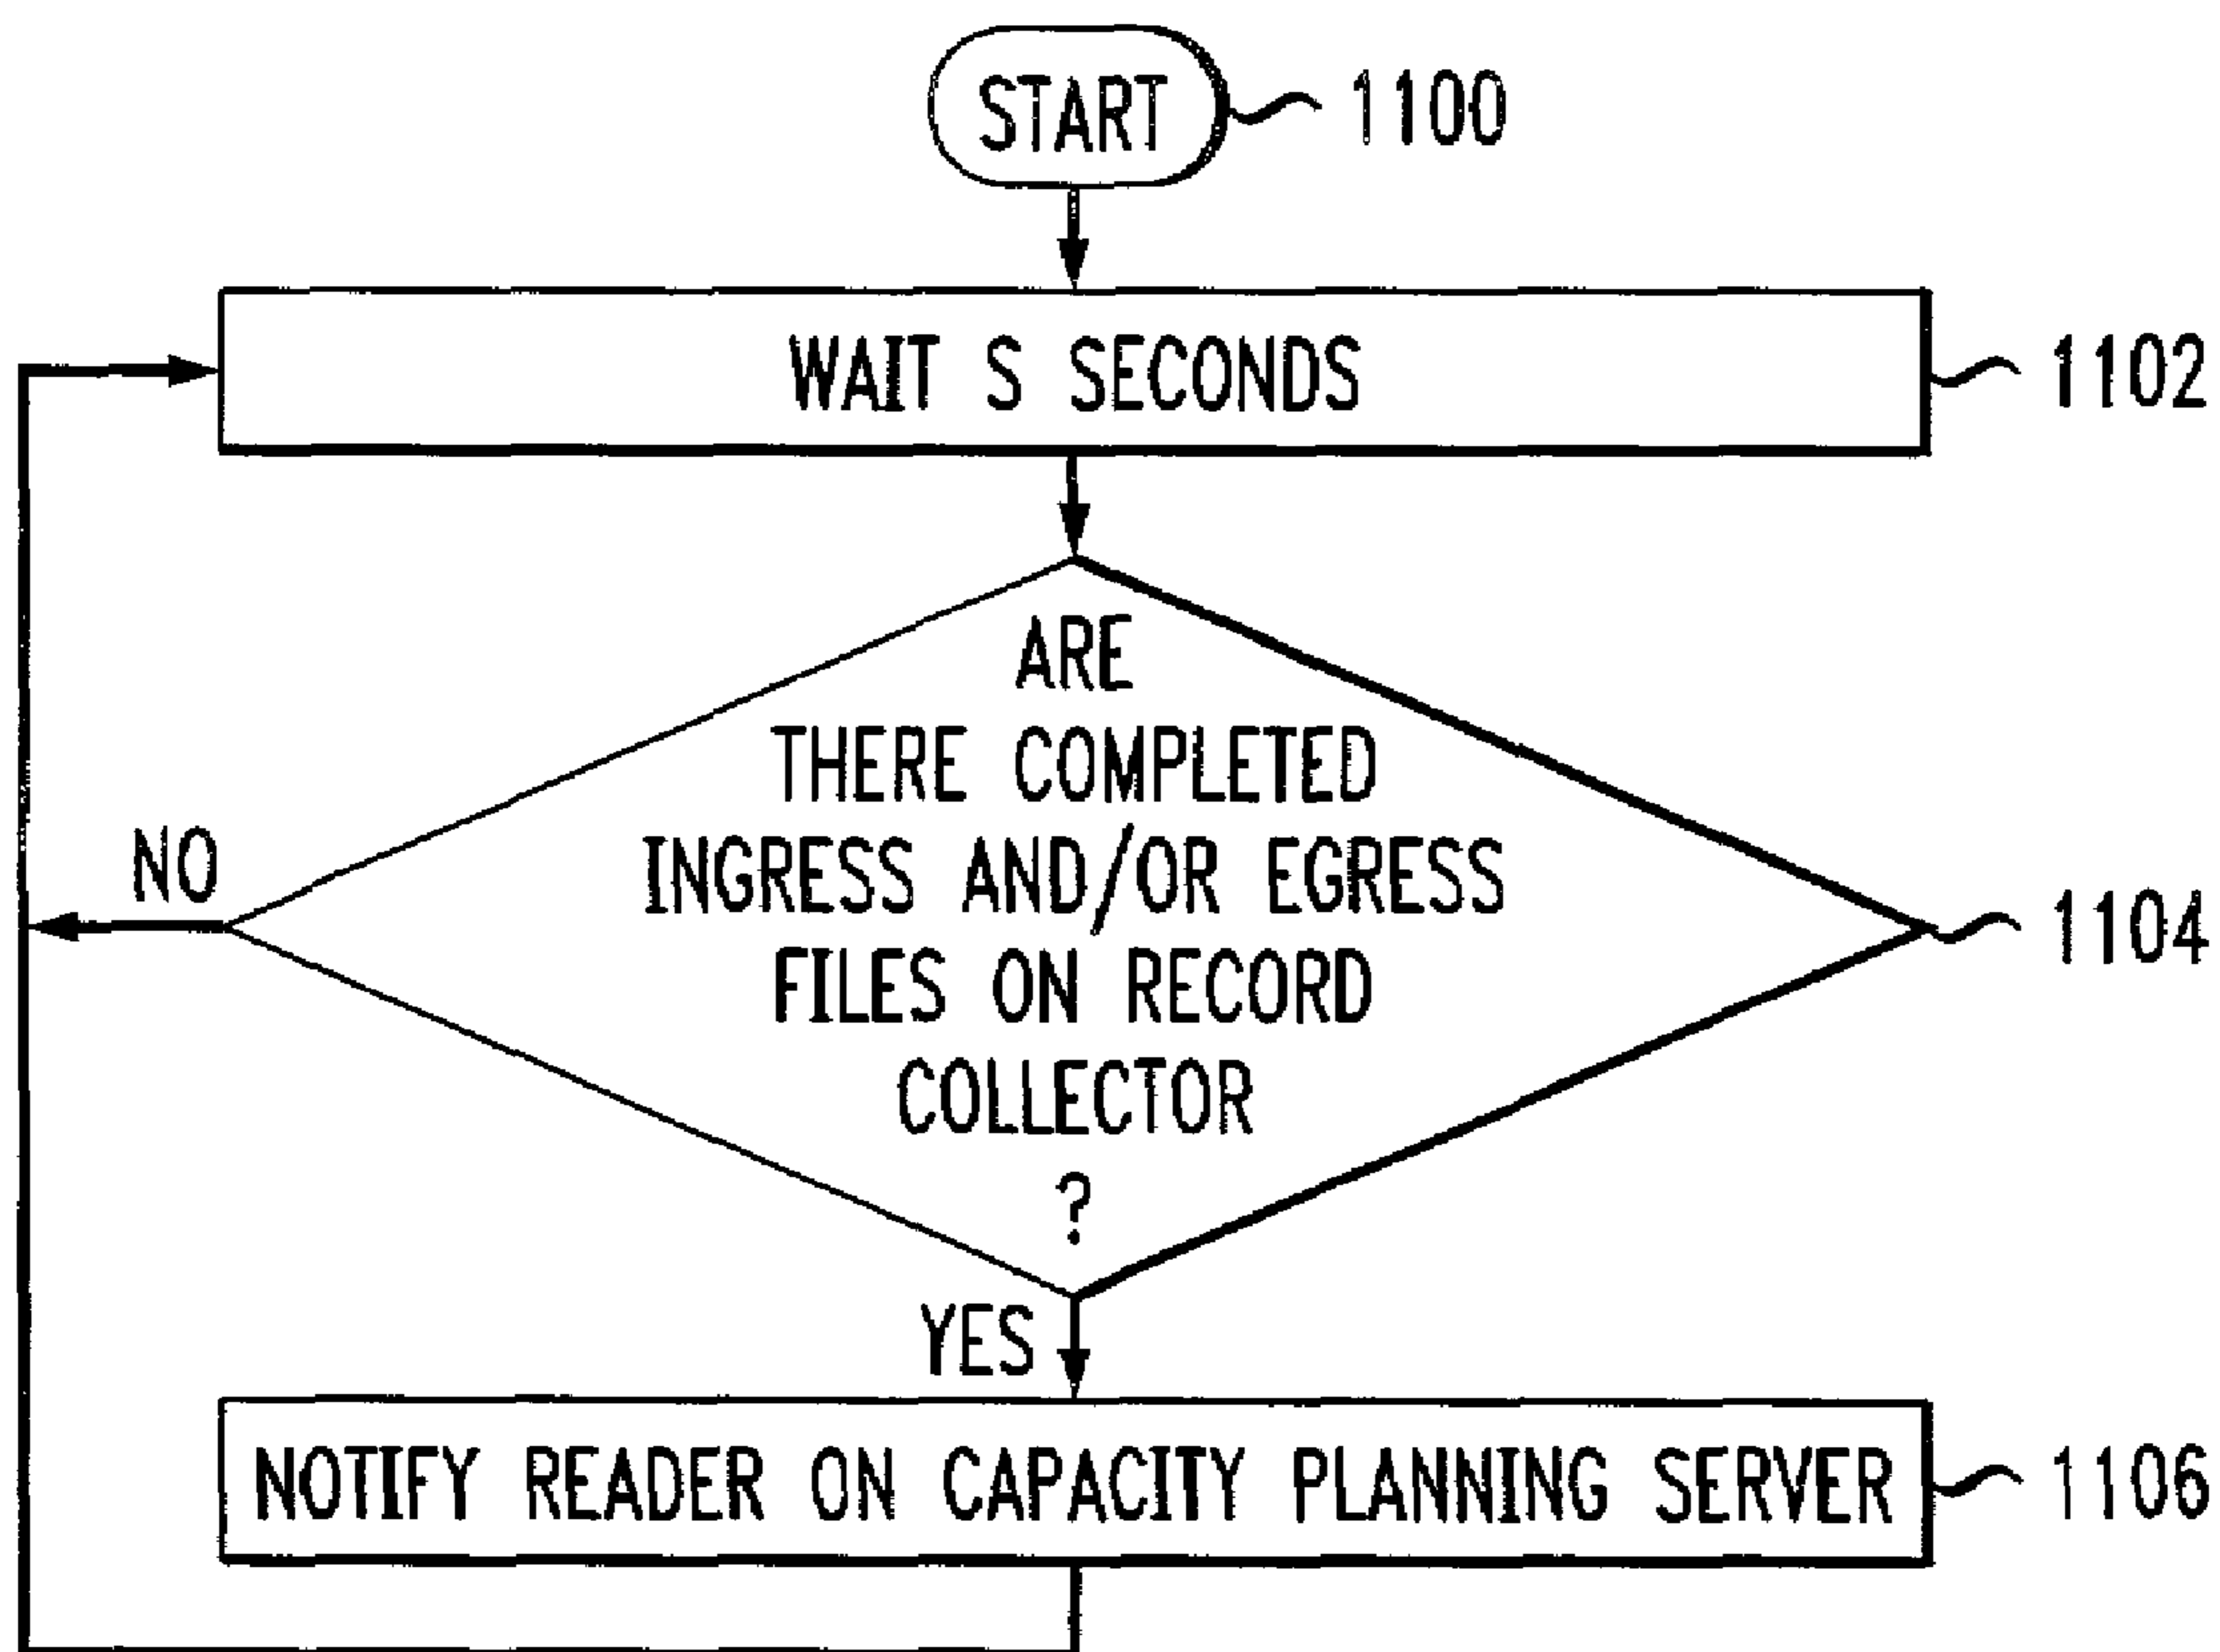 START 1100
WAIT S SECONDS 1102
ARE
THERE COMPLETED
INGRESS AND/OR EGRESS
NO
1104
FILES ON RECORD
COLLECTOR
?
YES
NOTIFY READER ON CAPACITY PLANNING SERVER 1106